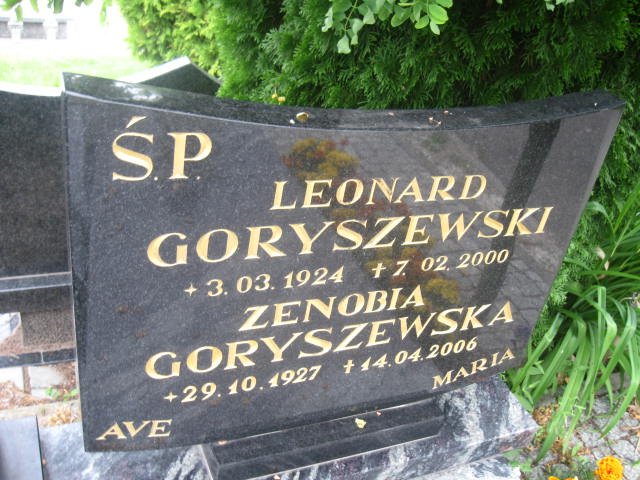 Ś.P.
LEONARD
GORYSZEWSKI
+3.03.1924 †7.02.2000
ZENOBIA
GORYSZEWSKA
+29.10.1927 †14.04.2006
AVE MARIA